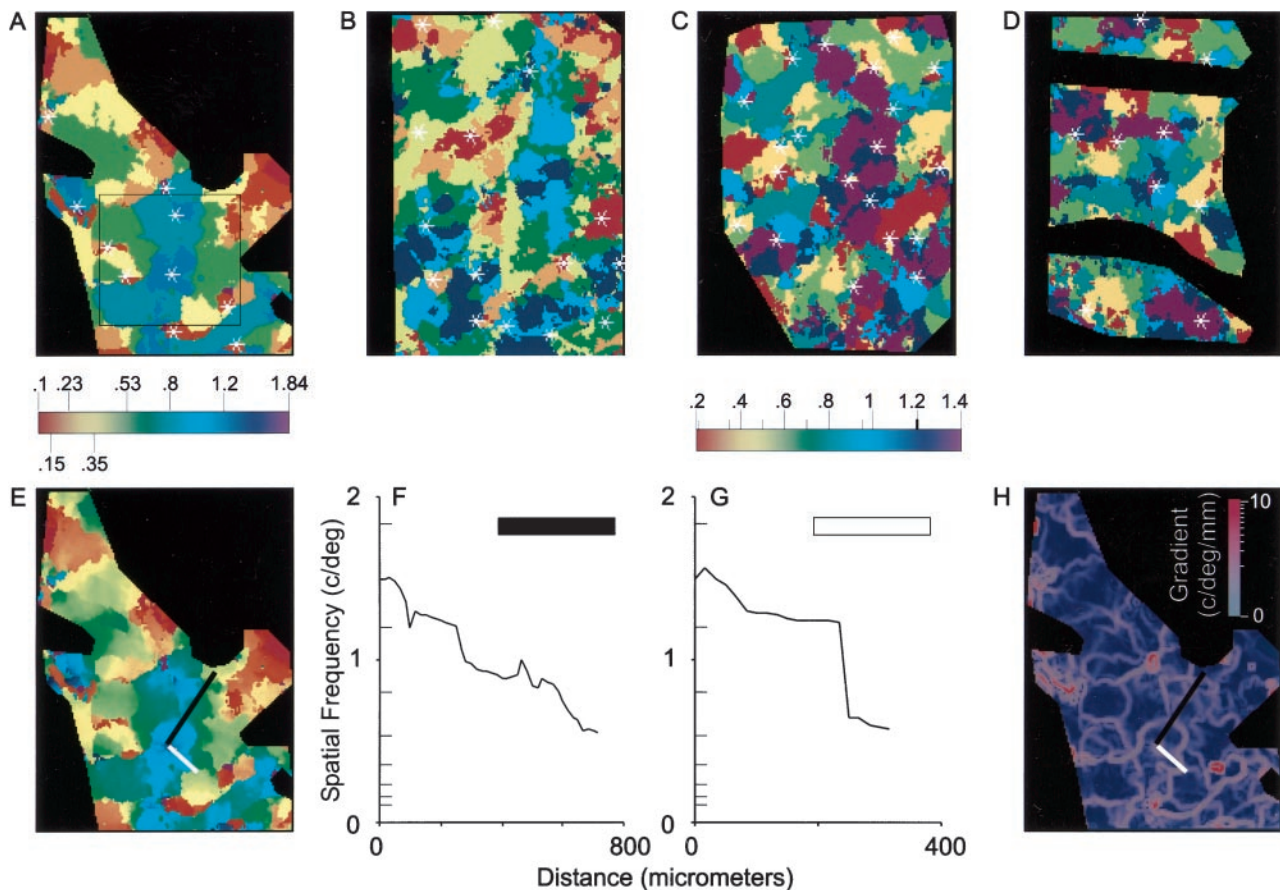 A
B
C
D
.1 .23 .53 .8 1.2 1.84
.15 .35
.2 .4 .6 .8 1 1.2 1.4
E
F
G
H
2
1
0
Spatial Frequency (c/deg)
0 800
2
1
0
0 400
Distance (micrometers)
Gradient
(c/deg/mm)
10
0